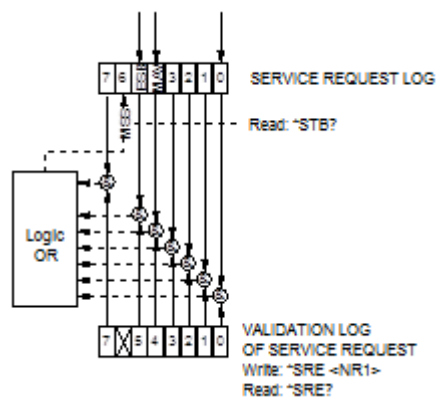 7 6 ESB MAV 3 2 1 0
SERVICE REQUEST LOG
MSS
Read: *STB?
&
&
&
&
&
&
&
Logic
OR
7 5 4 3 2 1 0
VALIDATION LOG
OF SERVICE REQUEST
Write: *SRE <NR1>
Read: *SRE?